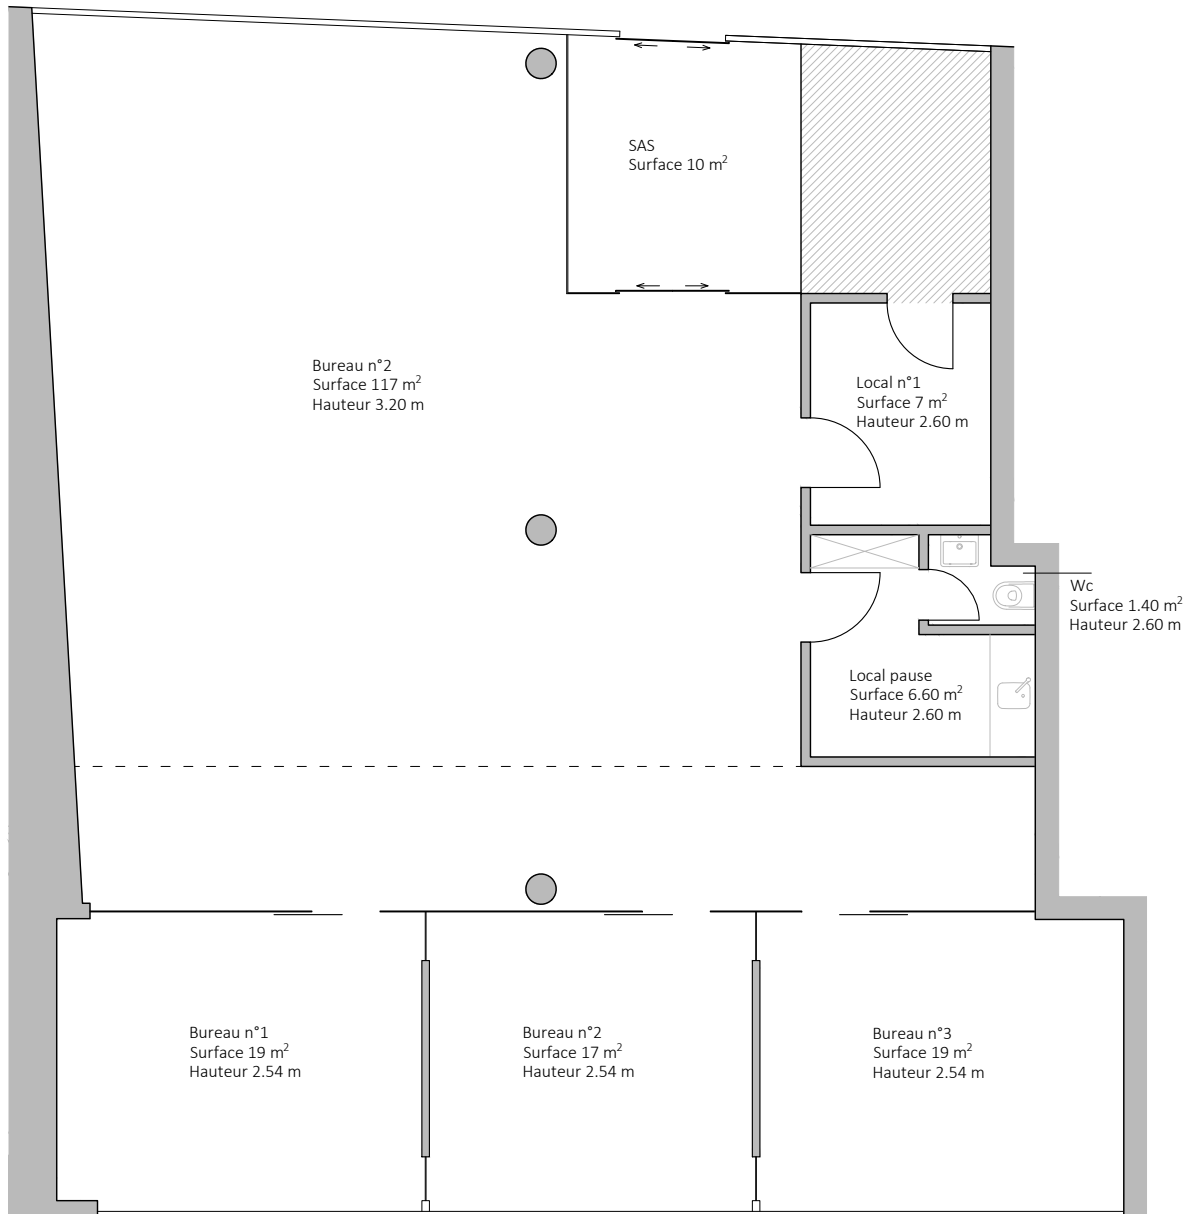 SAS
Surface 10 m²
Bureau n°2
Surface 117 m²
Hauteur 3.20 m
Local n°1
Surface 7 m²
Hauteur 2.60 m
Wc
Surface 1.40 m²
Hauteur 2.60 m
Local pause
Surface 6.60 m²
Hauteur 2.60 m
Bureau n°1
Surface 19 m²
Hauteur 2.54 m
Bureau n°2
Surface 17 m²
Hauteur 2.54 m
Bureau n°3
Surface 19 m²
Hauteur 2.54 m